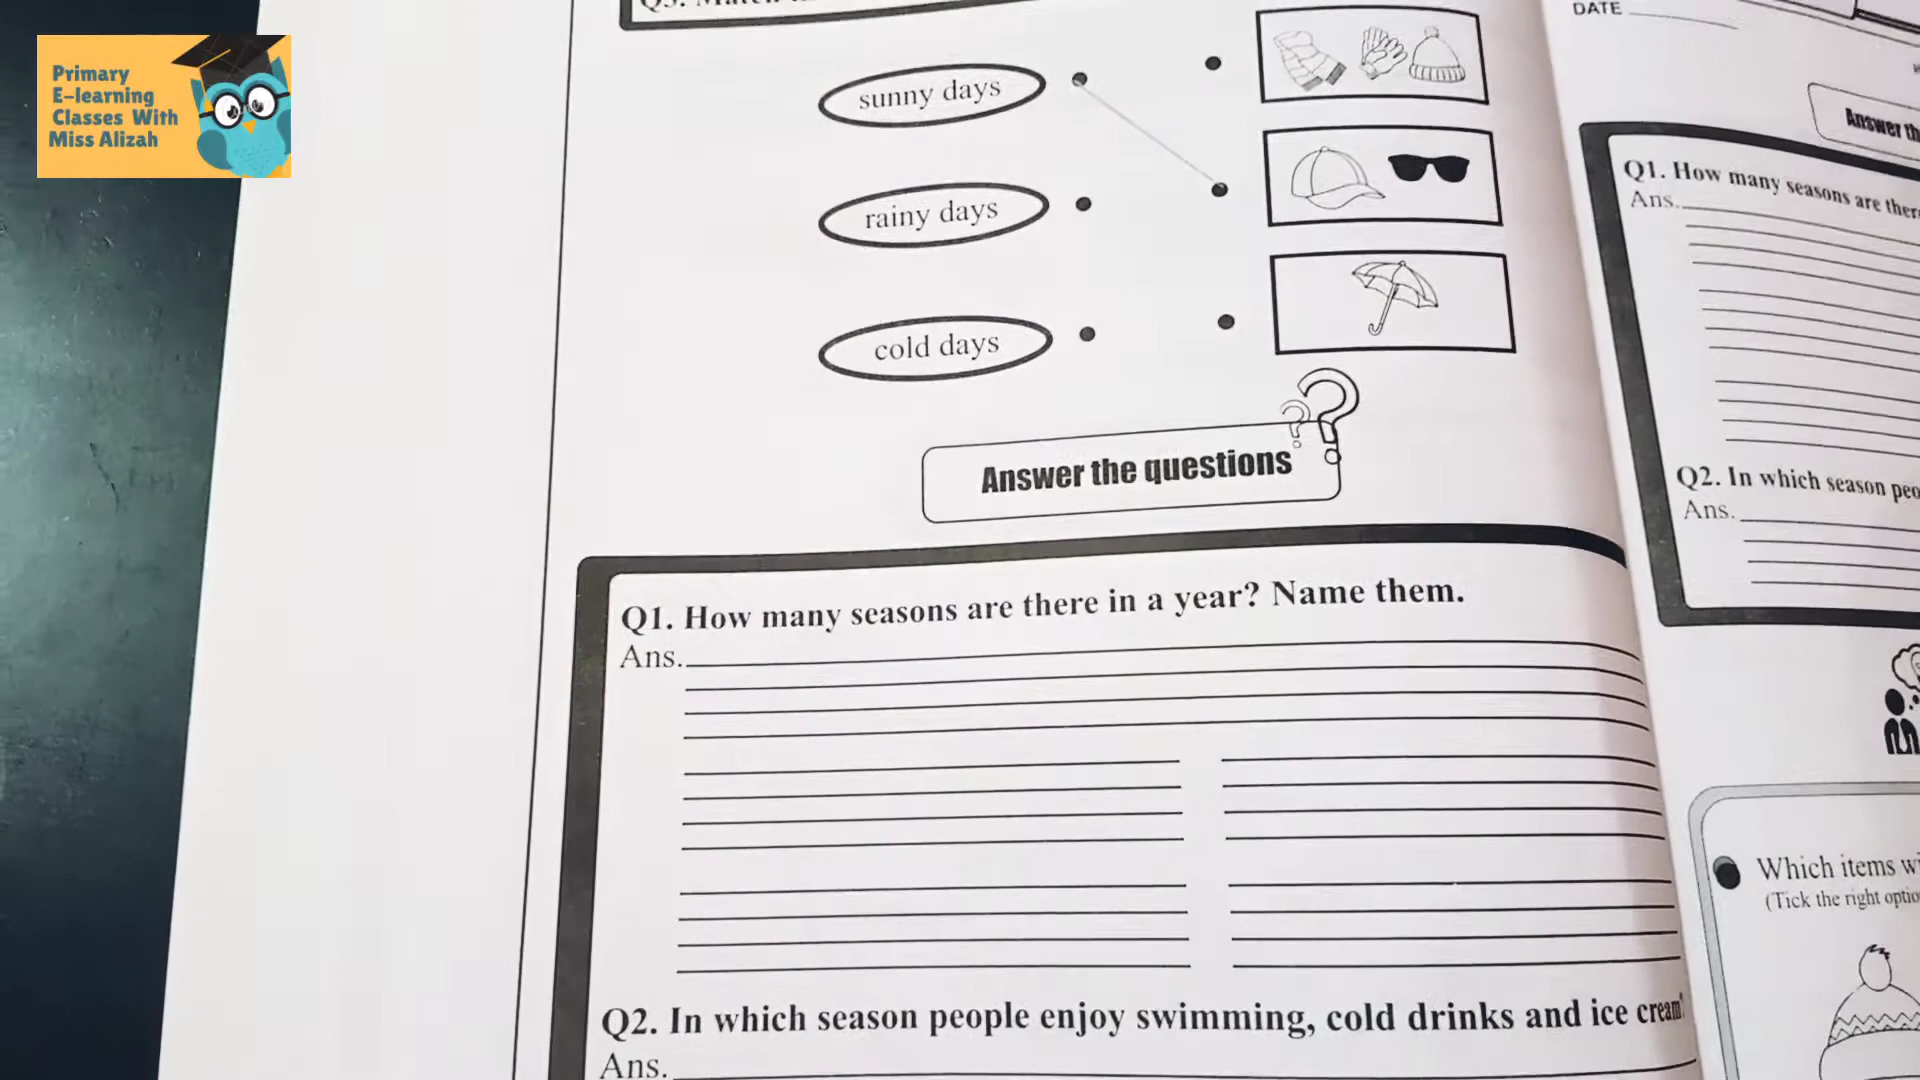 Primary
E-learning
Classes With
Miss Alizah
sunny days
rainy days
cold days
Answer the questions
Q1. How many seasons are there in a year? Name them.
Ans.
Q2. In which season people enjoy swimming, cold drinks and ice cream
Ans.
DATE
Answer
Q1. How many seasons are
Ans.
Q2. In which season
Ans.
Which items
(Tick the right